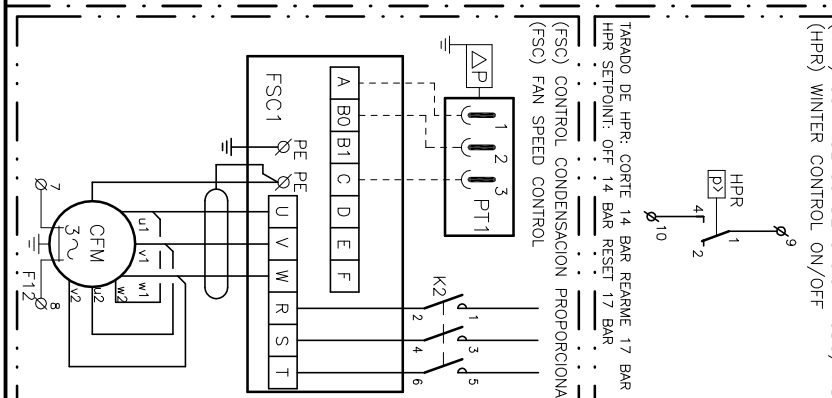 (HPR) WINTER CONTROL ON/OFF
9
HPR
p>
1
4
2
10
TARADO DE HPR: CORTE 14 BAR REARME 17 BAR
HPR SETPOINT: OFF 14 BAR RESET 17 BAR
(FSC) CONTROL CONDENSACION PROPORCIONA
(FSC) FAN SPEED CONTROL
△P
1
2
3
PT1
A
B0
B1
C
D
E
F
FSC1
PE
PE
U
V
W
R
S
T
K2
1
2
3
4
5
6
7
CFM
3~
u1
v1
w1
w2
u2
v2
F12
8